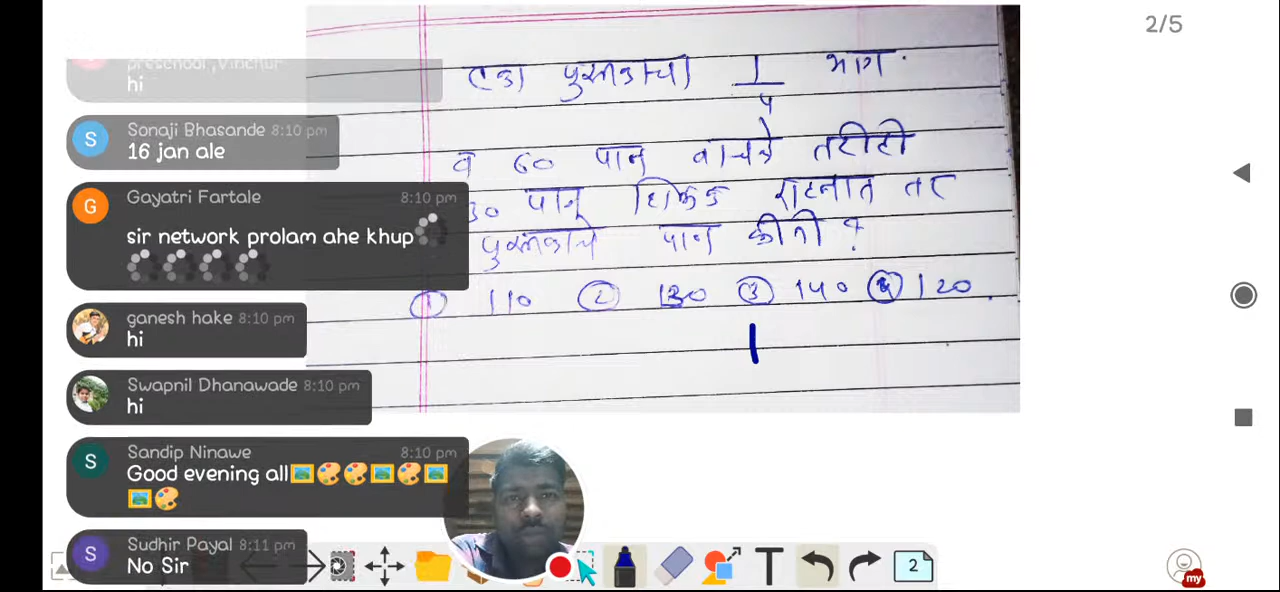 2/5
एका पुस्तकाचा 1/5 भाग.
व 60 पान वाचले तरीही
30 पान शिल्लक राहतात तर
पुस्तकाचे पान कीती ?
① 110 ② 130 ③ 140 ④ 120.
hi
Sonaji Bhasande 8:10 pm
16 jan ale
Gayatri Fartale 8:10 pm
sir network prolam ahe khup
ganesh hake 8:10 pm
hi
Swapnil Dhanawade 8:10 pm
hi
Sandip Ninawe 8:10 pm
Good evening all🖼️🎨🎨🖼️🎨🖼️
🖼️🎨
Sudhir Payal 8:11 pm
No Sir
T
2
my